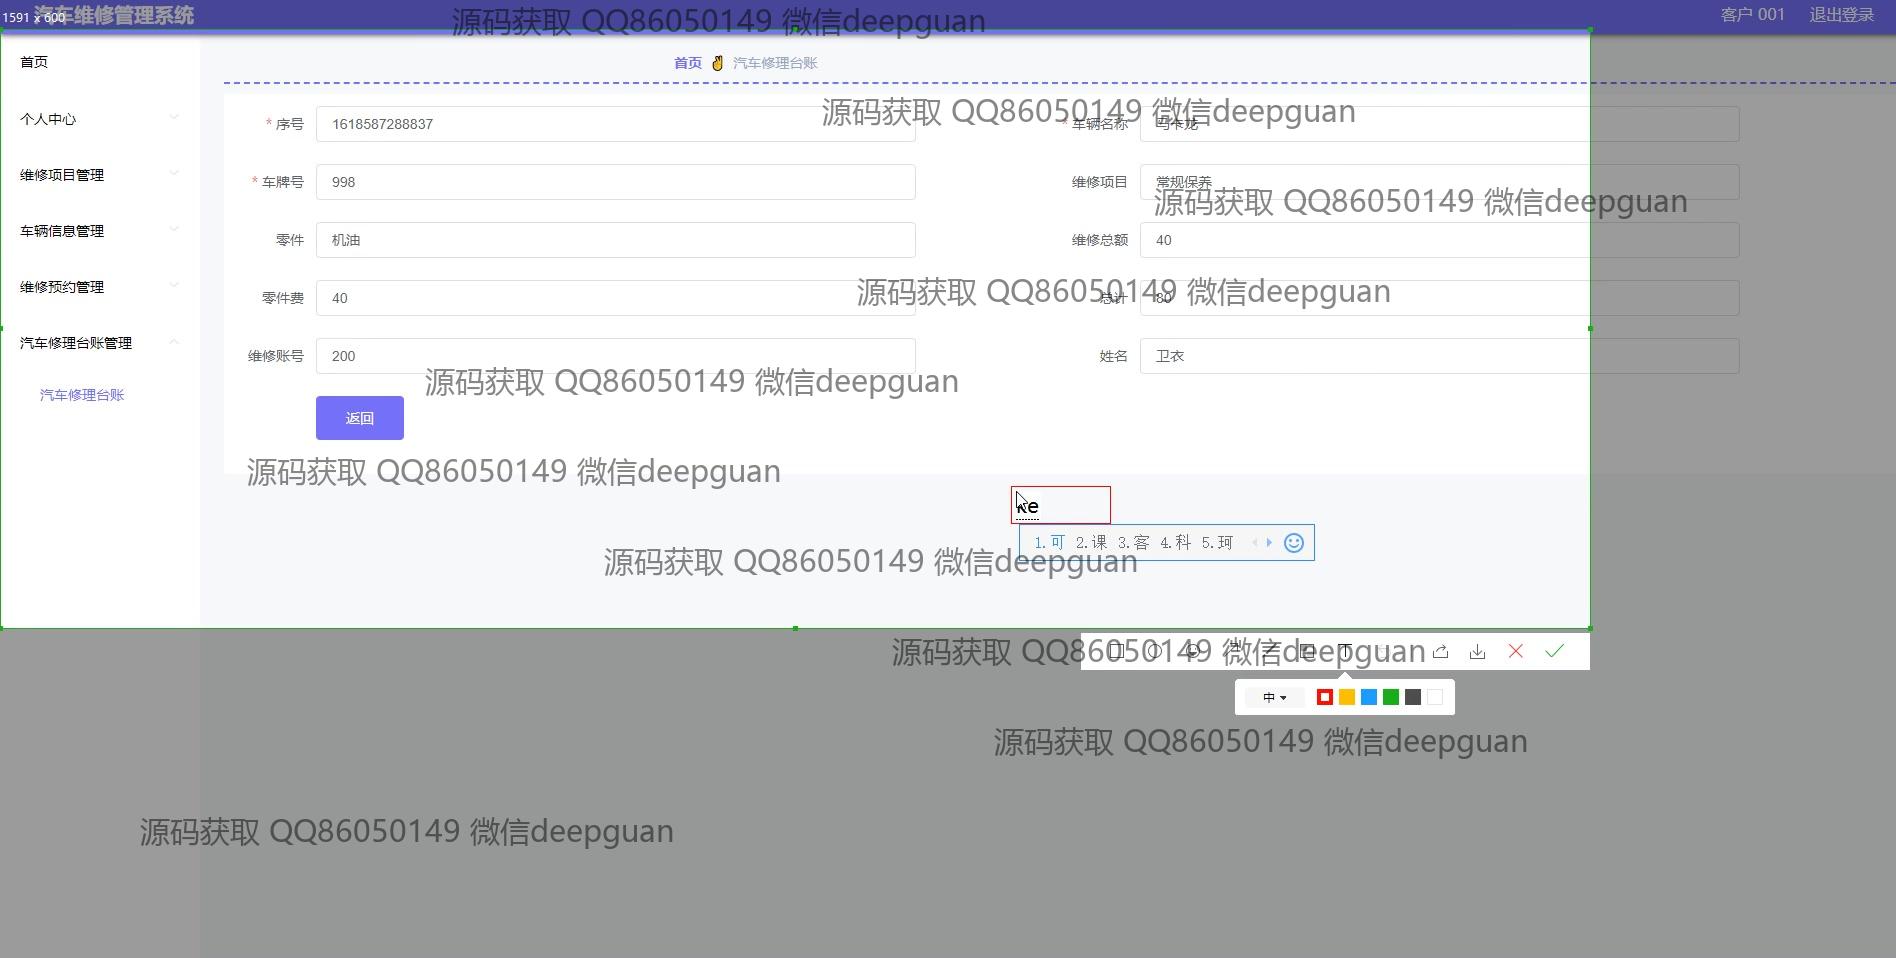 1591 x 600
汽车维修管理系统
源码获取 QQ86050149 微信deepguan
客户 001
退出登录
首页
首页 汽车修理台账
个人中心
源码获取 QQ86050149 微信deepguan
* 序号 1618587288837
* 车辆名称 马卡龙
维修项目管理
* 车牌号 998
维修项目 常规保养
源码获取 QQ86050149 微信deepguan
车辆信息管理
零件 机油
维修总额 40
维修预约管理
零件费 40
总计 80
源码获取 QQ86050149 微信deepguan
汽车修理台账管理
维修账号 200
姓名 卫衣
源码获取 QQ86050149 微信deepguan
汽车修理台账
返回
源码获取 QQ86050149 微信deepguan
ke
1.可 2.课 3.客 4.科 5.珂
源码获取 QQ86050149 微信deepguan
源码获取 QQ86050149 微信deepguan
中
源码获取 QQ86050149 微信deepguan
源码获取 QQ86050149 微信deepguan